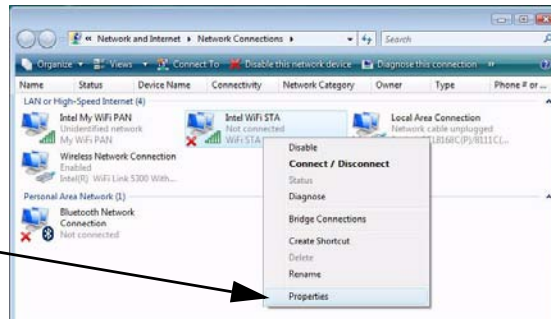 « Network and Internet ▸ Network Connections ▸
Search
Organize Views Connect To Disable this network device Diagnose this connection »
Name Status Device Name Connectivity Network Category Owner Type Phone # or ...
LAN or High-Speed Internet (4)
Intel My WiFi PAN
Unidentified network
My WiFi PAN
Intel WiFi STA
Not connected
WiFi STA
Local Area Connection
Network cable unplugged
Wireless Network Connection
Enabled
Intel(R) WiFi Link 5300 With...
Personal Area Network (1)
Bluetooth Network
Connection
Not connected
Disable
Connect / Disconnect
Status
Diagnose
Bridge Connections
Create Shortcut
Delete
Rename
Properties